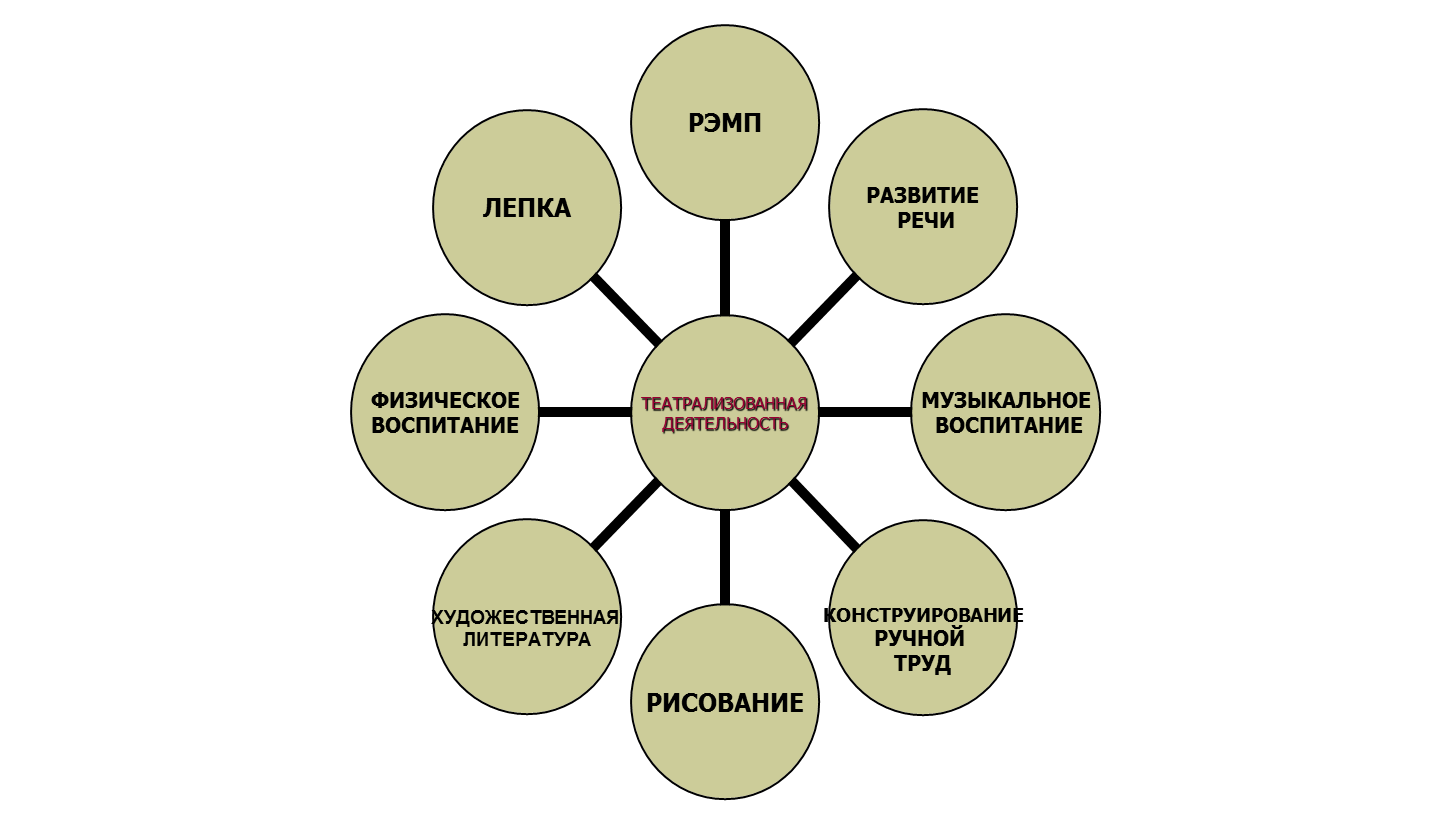 РЭМП
РАЗВИТИЕ
РЕЧИ
ЛЕПКА
ФИЗИЧЕСКОЕ
ВОСПИТАНИЕ
ТЕАТРАЛИЗОВАННАЯ
ДЕЯТЕЛЬНОСТЬ
МУЗЫКАЛЬНОЕ
ВОСПИТАНИЕ
ХУДОЖЕСТВЕННАЯ
ЛИТЕРАТУРА
КОНСТРУИРОВАНИЕ
РУЧНОЙ
ТРУД
РИСОВАНИЕ